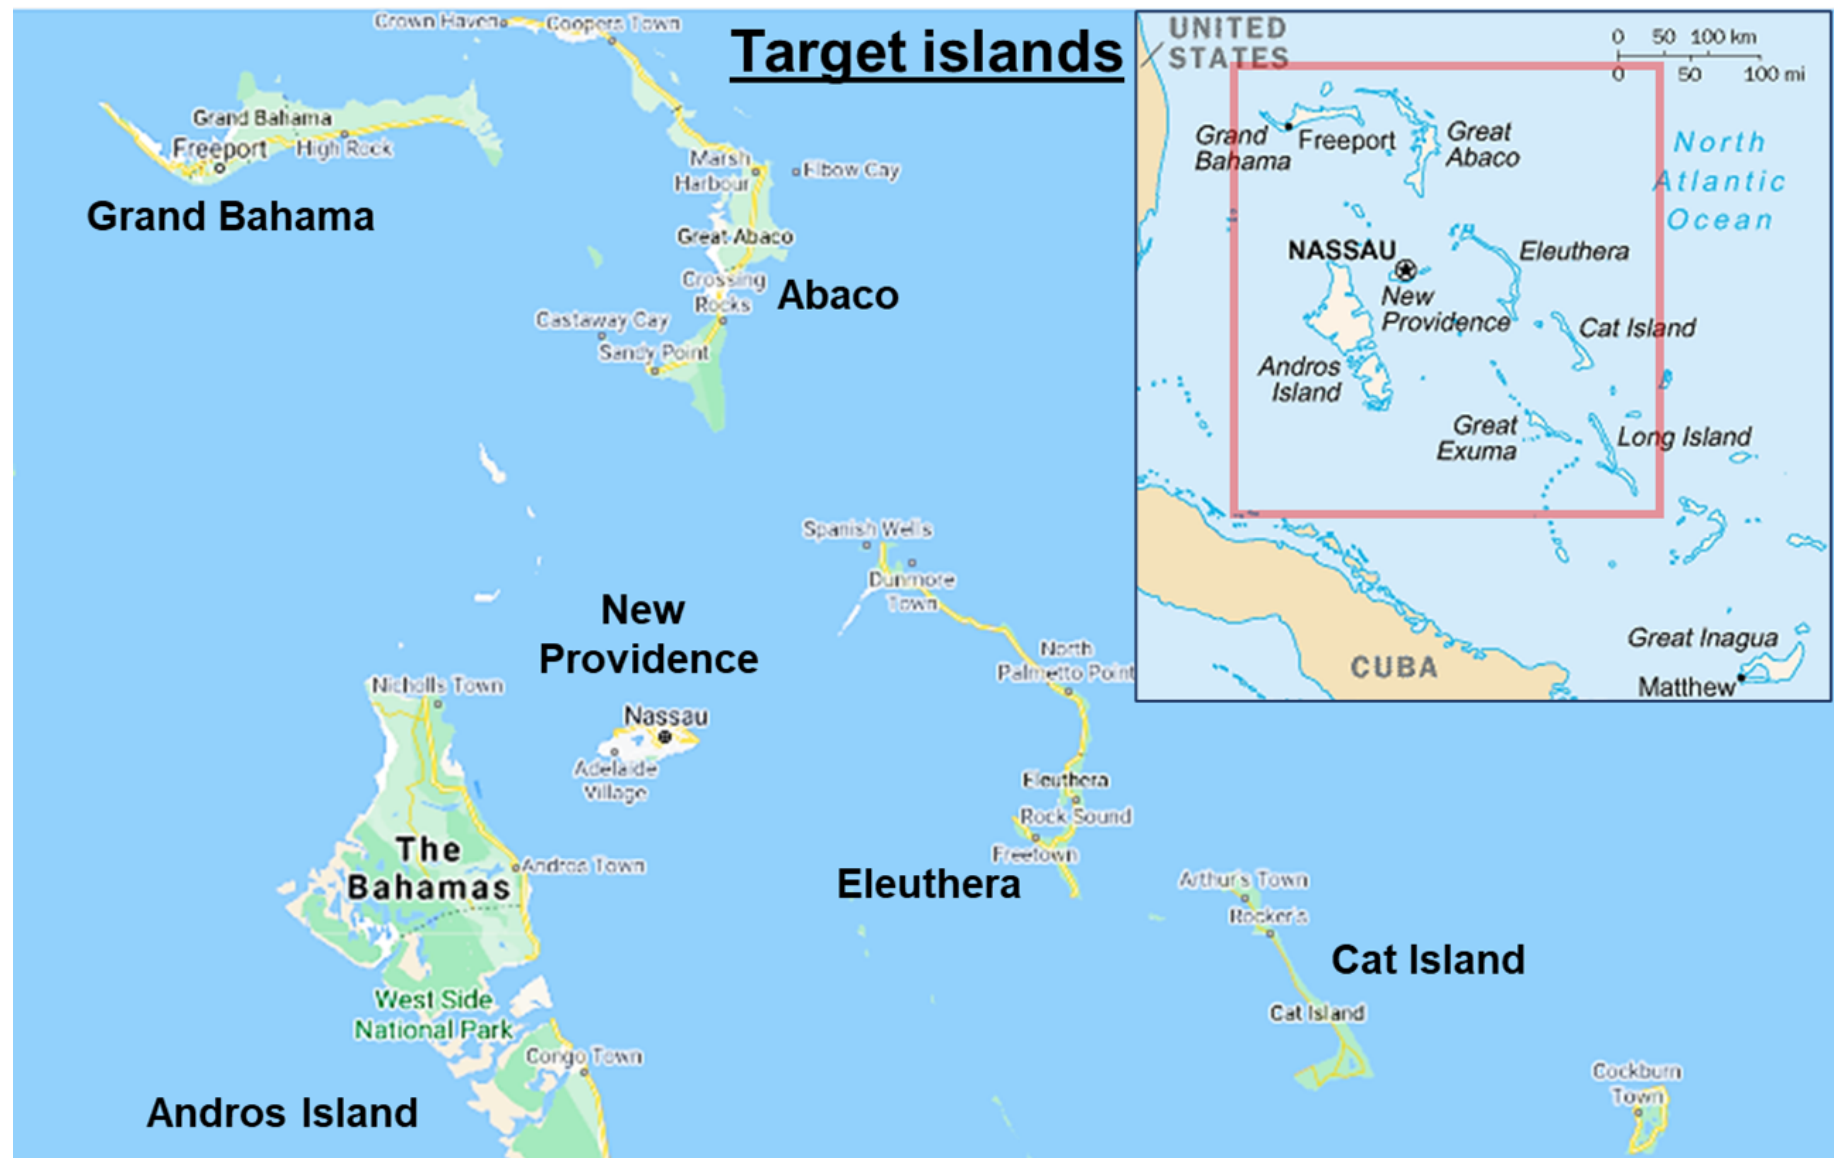 Target islands
Crown Haven
Coopers Town
Grand Bahama
Freeport
High Rock
Grand Bahama
Marsh
Harbour
Elbow Cay
Great Abaco
Crossing
Rocks
Abaco
Castaway Cay
Sandy Point
Spanish Wells
Dunmore
Town
New
Providence
North
Palmetto Point
Nicholls Town
Nassau
Adelaide
Village
Eleuthera
Rock Sound
Freetown
Eleuthera
The
Bahamas
Andros Town
Arthur's Town
Rocker's
Cat Island
Cat Island
West Side
National Park
Congo Town
Andros Island
Cockburn
Town
UNITED
STATES
0 50 100 km
0 50 100 mi
Grand
Bahama
Freeport
Great
Abaco
North
Atlantic
Ocean
NASSAU
New
Providence
Eleuthera
Cat Island
Andros
Island
Great
Exuma
Long Island
CUBA
Great Inagua
Matthew